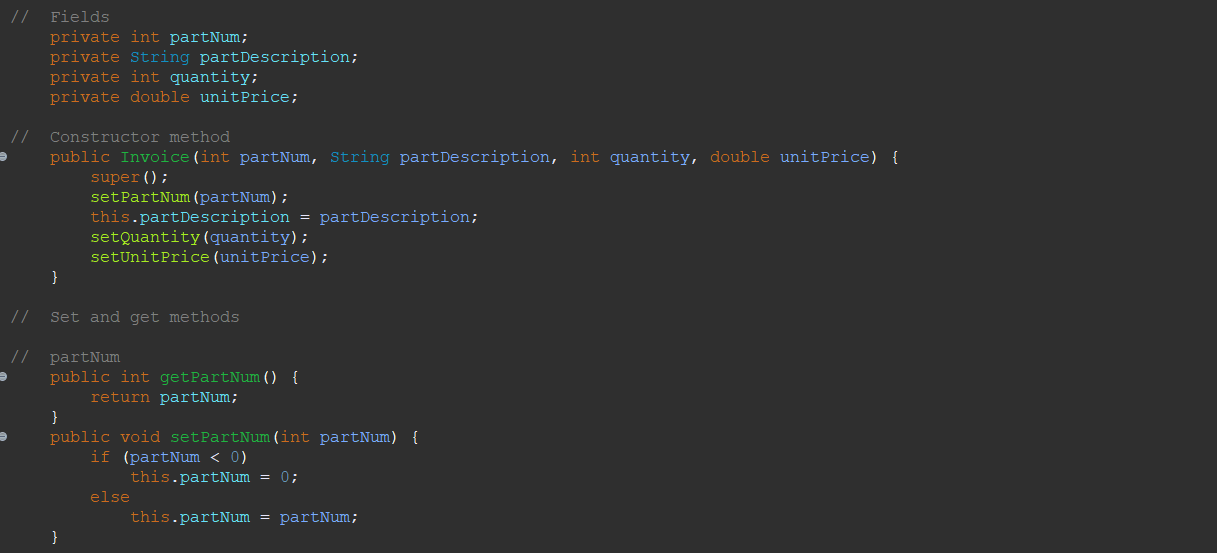 //  Fields
    private int partNum;
    private String partDescription;
    private int quantity;
    private double unitPrice;
//  Constructor method
    public Invoice(int partNum, String partDescription, int quantity, double unitPrice) {
        super();
        setPartNum(partNum);
        this.partDescription = partDescription;
        setQuantity(quantity);
        setUnitPrice(unitPrice);
    }
//  Set and get methods
//  partNum
    public int getPartNum() {
        return partNum;
    }
    public void setPartNum(int partNum) {
        if (partNum < 0)
            this.partNum = 0;
        else
            this.partNum = partNum;
    }